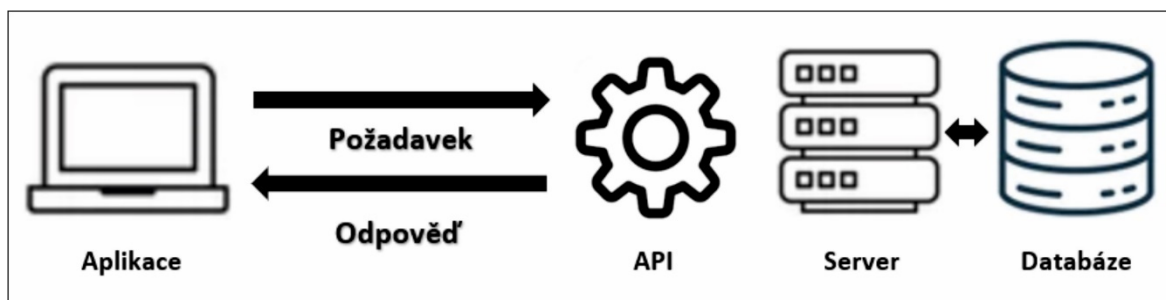 Požadavek
Odpověď
Aplikace
API
Server
Databáze